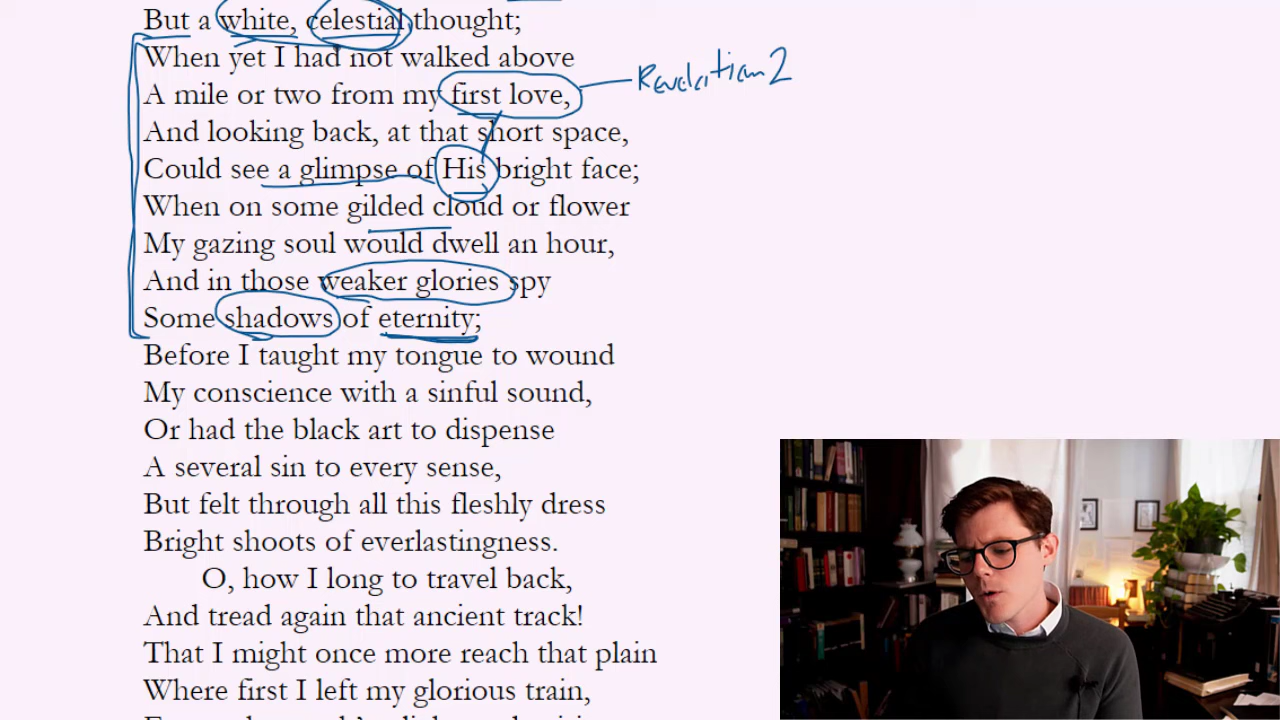 But a white, celestial thought;
When yet I had not walked above
A mile or two from my first love,
Revelation 2
And looking back, at that short space,
Could see a glimpse of His bright face;
When on some gilded cloud or flower
My gazing soul would dwell an hour,
And in those weaker glories spy
Some shadows of eternity;
Before I taught my tongue to wound
My conscience with a sinful sound,
Or had the black art to dispense
A several sin to every sense,
But felt through all this fleshly dress
Bright shoots of everlastingness.
O, how I long to travel back,
And tread again that ancient track!
That I might once more reach that plain
Where first I left my glorious train,